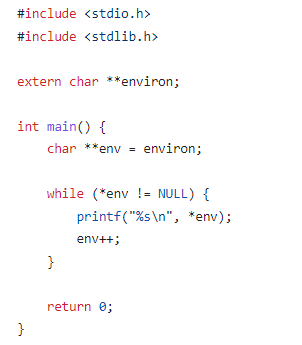 #include <stdio.h>
#include <stdlib.h>

extern char **environ;

int main() {
    char **env = environ;

    while (*env != NULL) {
        printf("%s\n", *env);
        env++;
    }

    return 0;
}